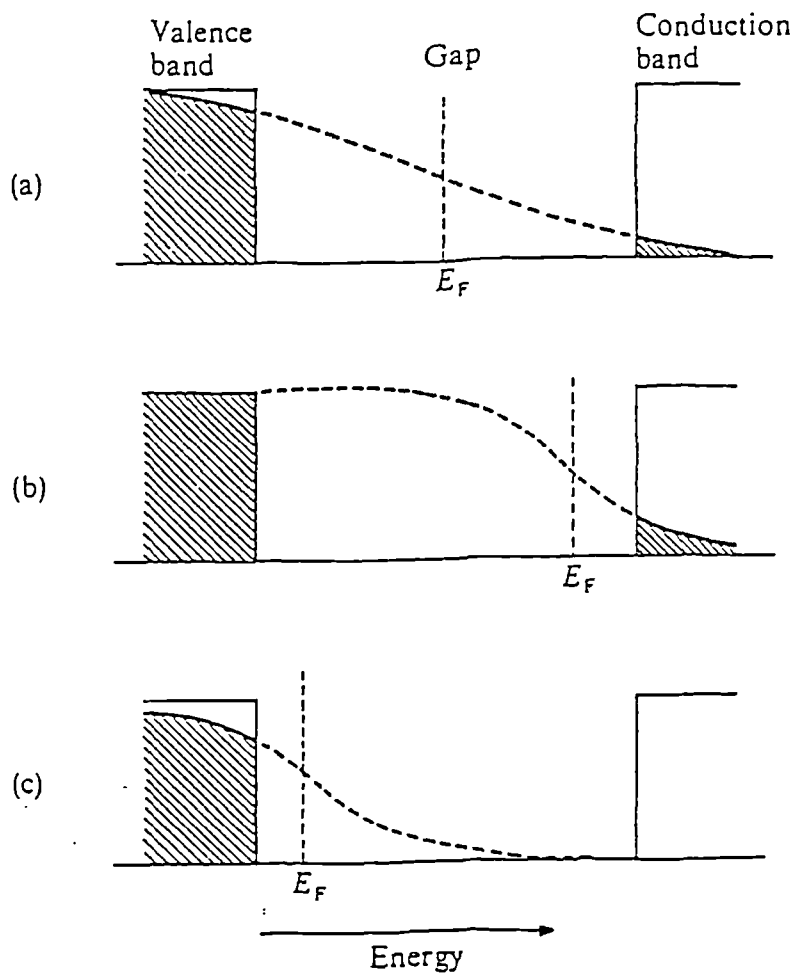 Valence
band
Gap
Conduction
band
(a)
E_F
(b)
E_F
(c)
E_F
Energy